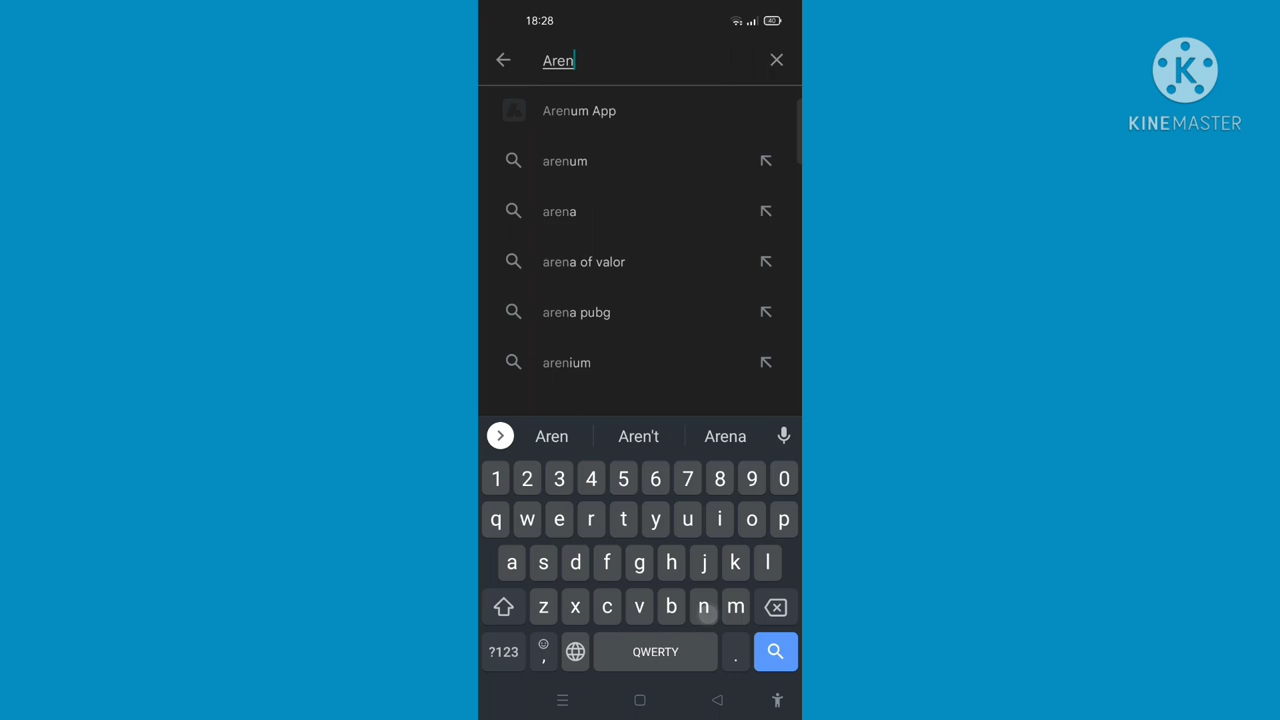 18:28
40
Aren
Arenum App
arenum
arena
arena of valor
arena pubg
arenium
Aren Aren't Arena
1 2 3 4 5 6 7 8 9 0
q w e r t y u i o p
a s d f g h j k l
z x c v b n m
?123 , QWERTY .
K
KINEMASTER